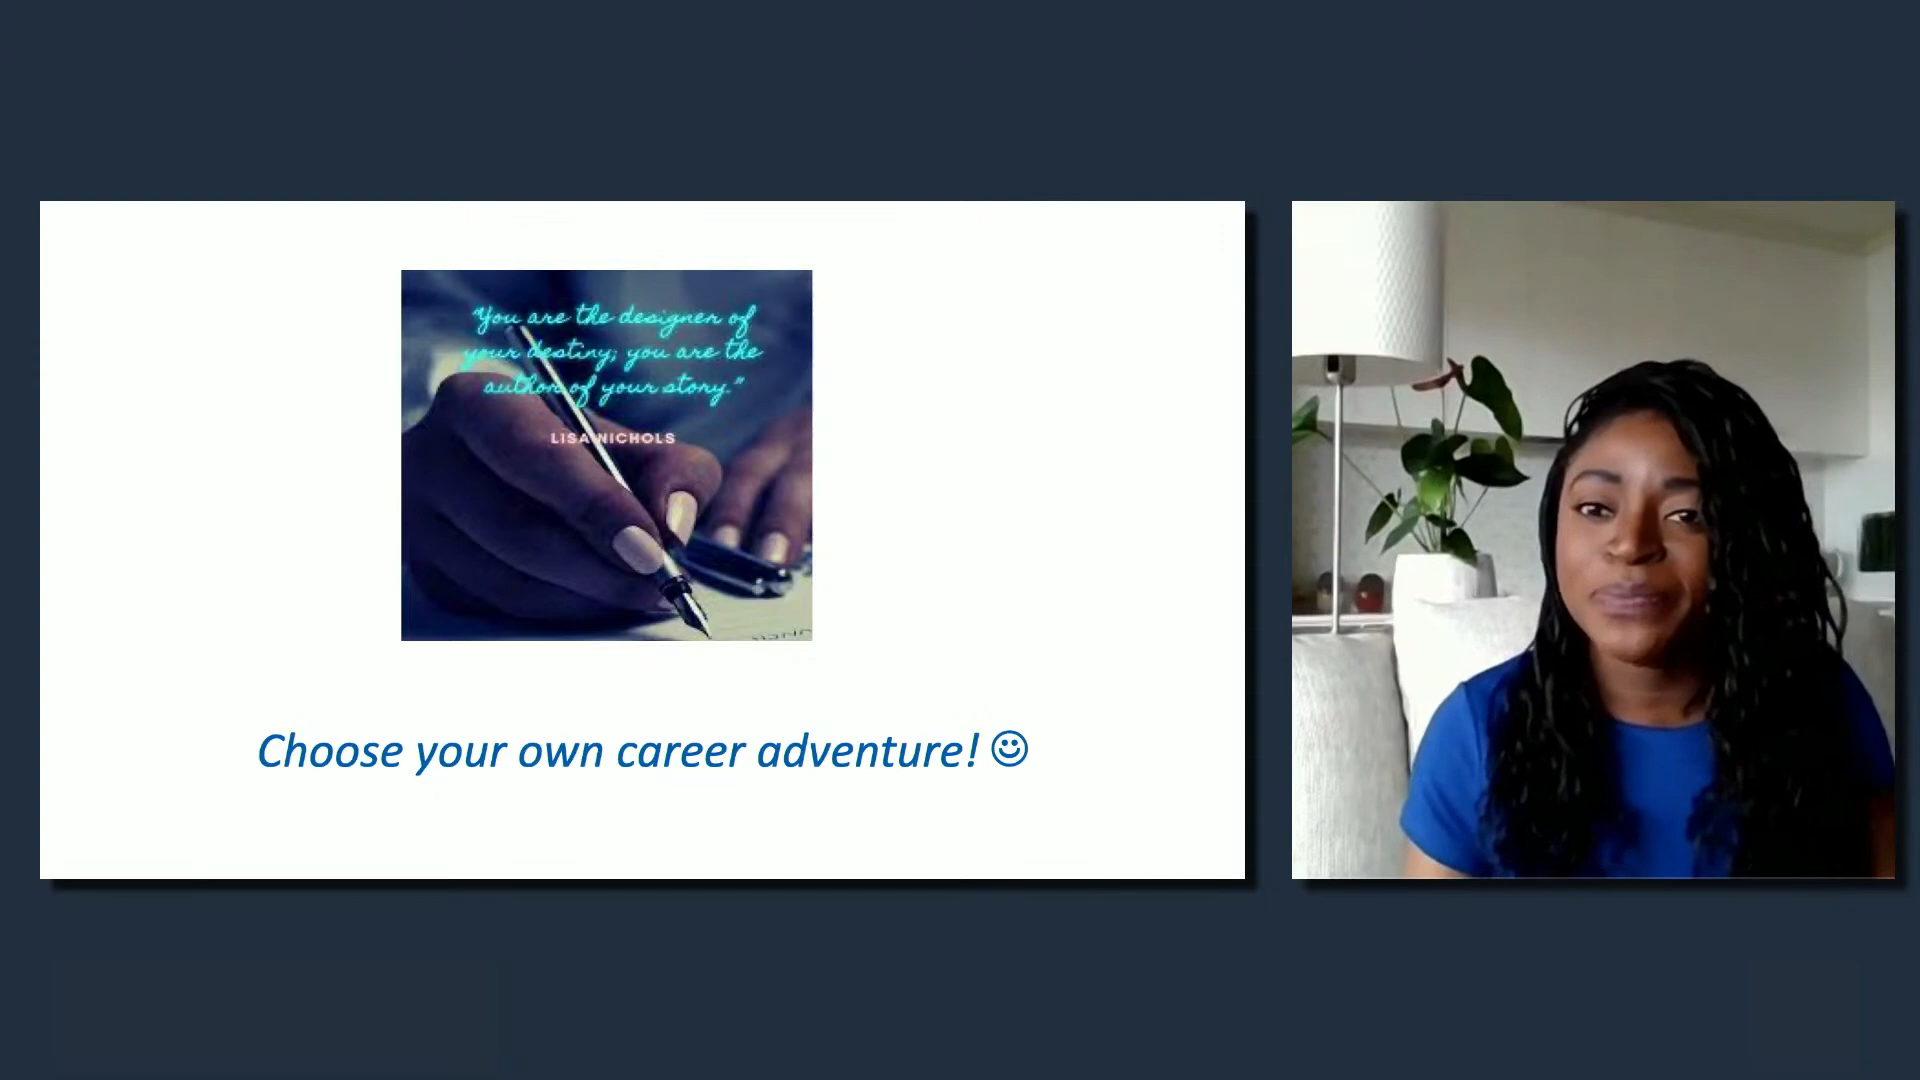 "You are the designer of
your destiny; you are the
author of your story."
LISA NICHOLS
Choose your own career adventure! ☺